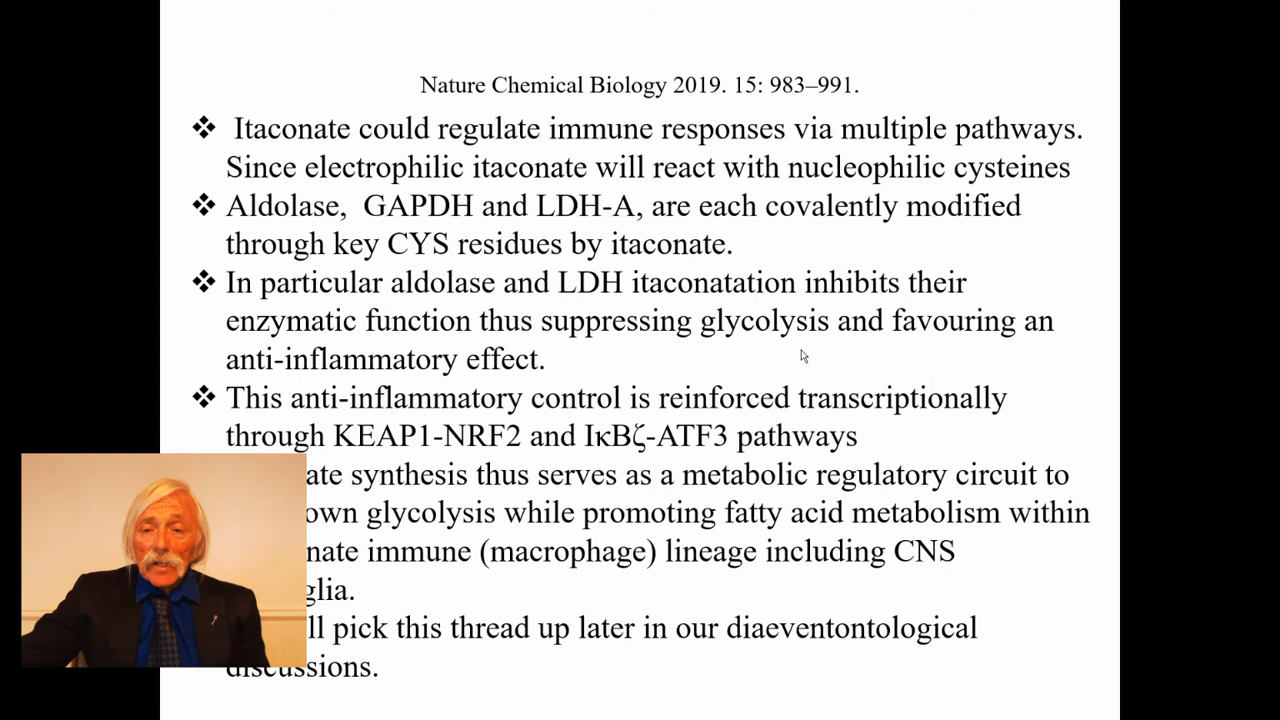 Nature Chemical Biology 2019. 15: 983–991.
❖ Itaconate could regulate immune responses via multiple pathways.
Since electrophilic itaconate will react with nucleophilic cysteines
❖ Aldolase, GAPDH and LDH-A, are each covalently modified
through key CYS residues by itaconate.
❖ In particular aldolase and LDH itaconatation inhibits their
enzymatic function thus suppressing glycolysis and favouring an
anti-inflammatory effect.
❖ This anti-inflammatory control is reinforced transcriptionally
through KEAP1-NRF2 and IκBζ-ATF3 pathways
ate synthesis thus serves as a metabolic regulatory circuit to
own glycolysis while promoting fatty acid metabolism within
nate immune (macrophage) lineage including CNS
glia.
ll pick this thread up later in our diaeventontological
discussions.